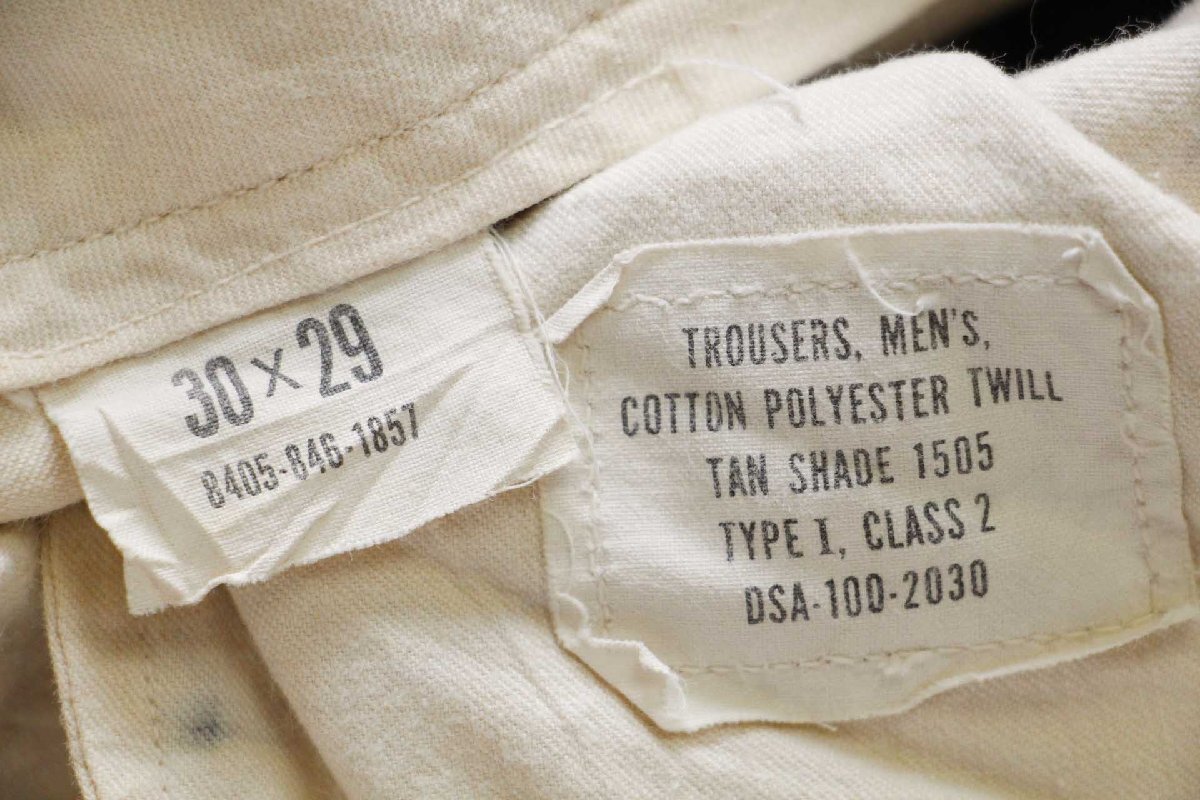 30 × 29
8405-846-1857
TROUSERS, MEN'S,
COTTON POLYESTER TWILL
TAN SHADE 1505
TYPE I, CLASS 2
DSA-100-2030